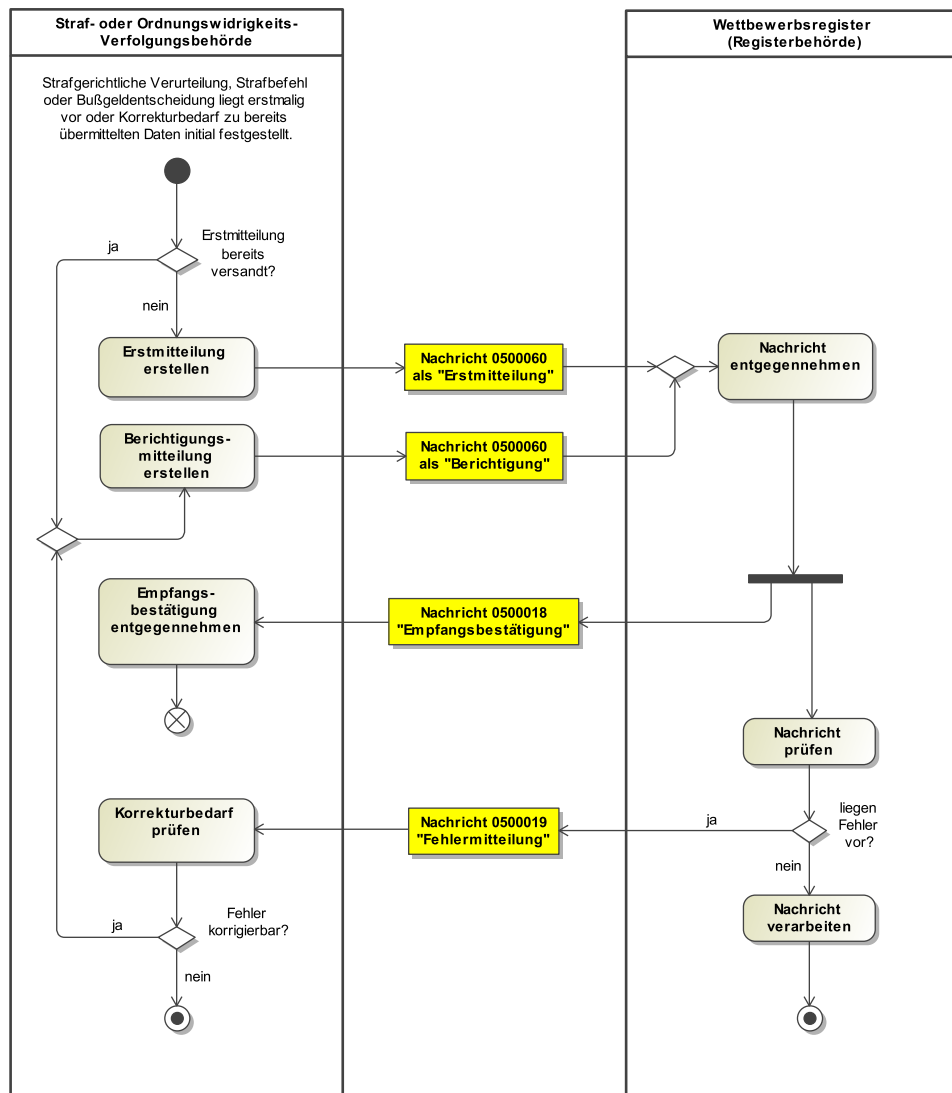 Straf- oder Ordnungswidrigkeits-
Verfolgungsbehörde
Wettbewerbsregister
(Registerbehörde)
Strafgerichtliche Verurteilung, Strafbefehl
oder Bußgeldentscheidung liegt erstmalig
vor oder Korrekturbedarf zu bereits
übermittelten Daten initial festgestellt.
ja
Erstmitteilung
bereits
versandt?
nein
Erstmitteilung
erstellen
Nachricht 0500060
als "Erstmitteilung"
Nachricht
entgegennehmen
Berichtigungs-
mitteilung
erstellen
Nachricht 0500060
als "Berichtigung"
Empfangs-
bestätigung
entgegennehmen
Nachricht 0500018
"Empfangsbestätigung"
Nachricht
prüfen
Korrekturbedarf
prüfen
Nachricht 0500019
"Fehlermitteilung"
ja
liegen
Fehler
vor?
nein
Nachricht
verarbeiten
ja
Fehler
korrigierbar?
nein